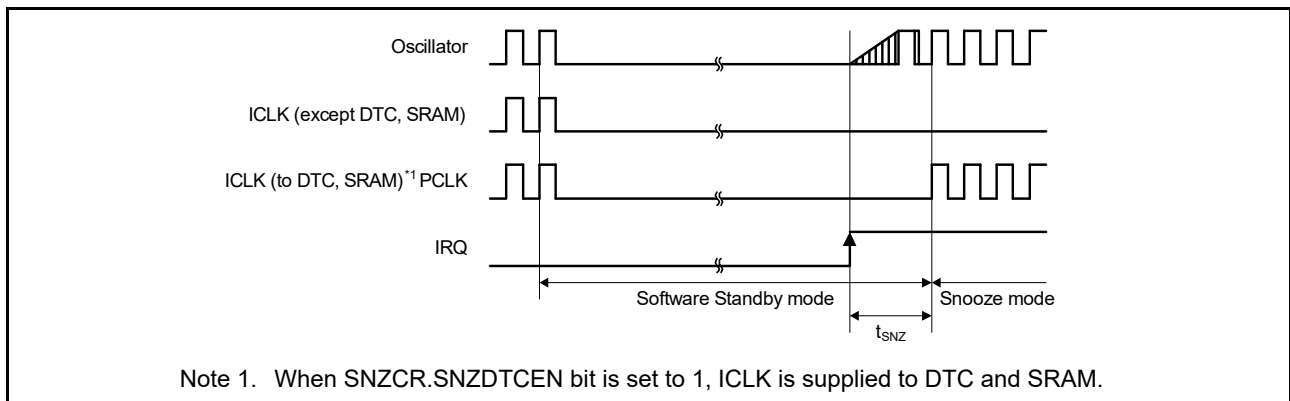 Oscillator
ICLK (except DTC, SRAM)
ICLK (to DTC, SRAM)*1 PCLK
IRQ
Software Standby mode
Snooze mode
tSNZ
Note 1. When SNZCR.SNZDTCEN bit is set to 1, ICLK is supplied to DTC and SRAM.